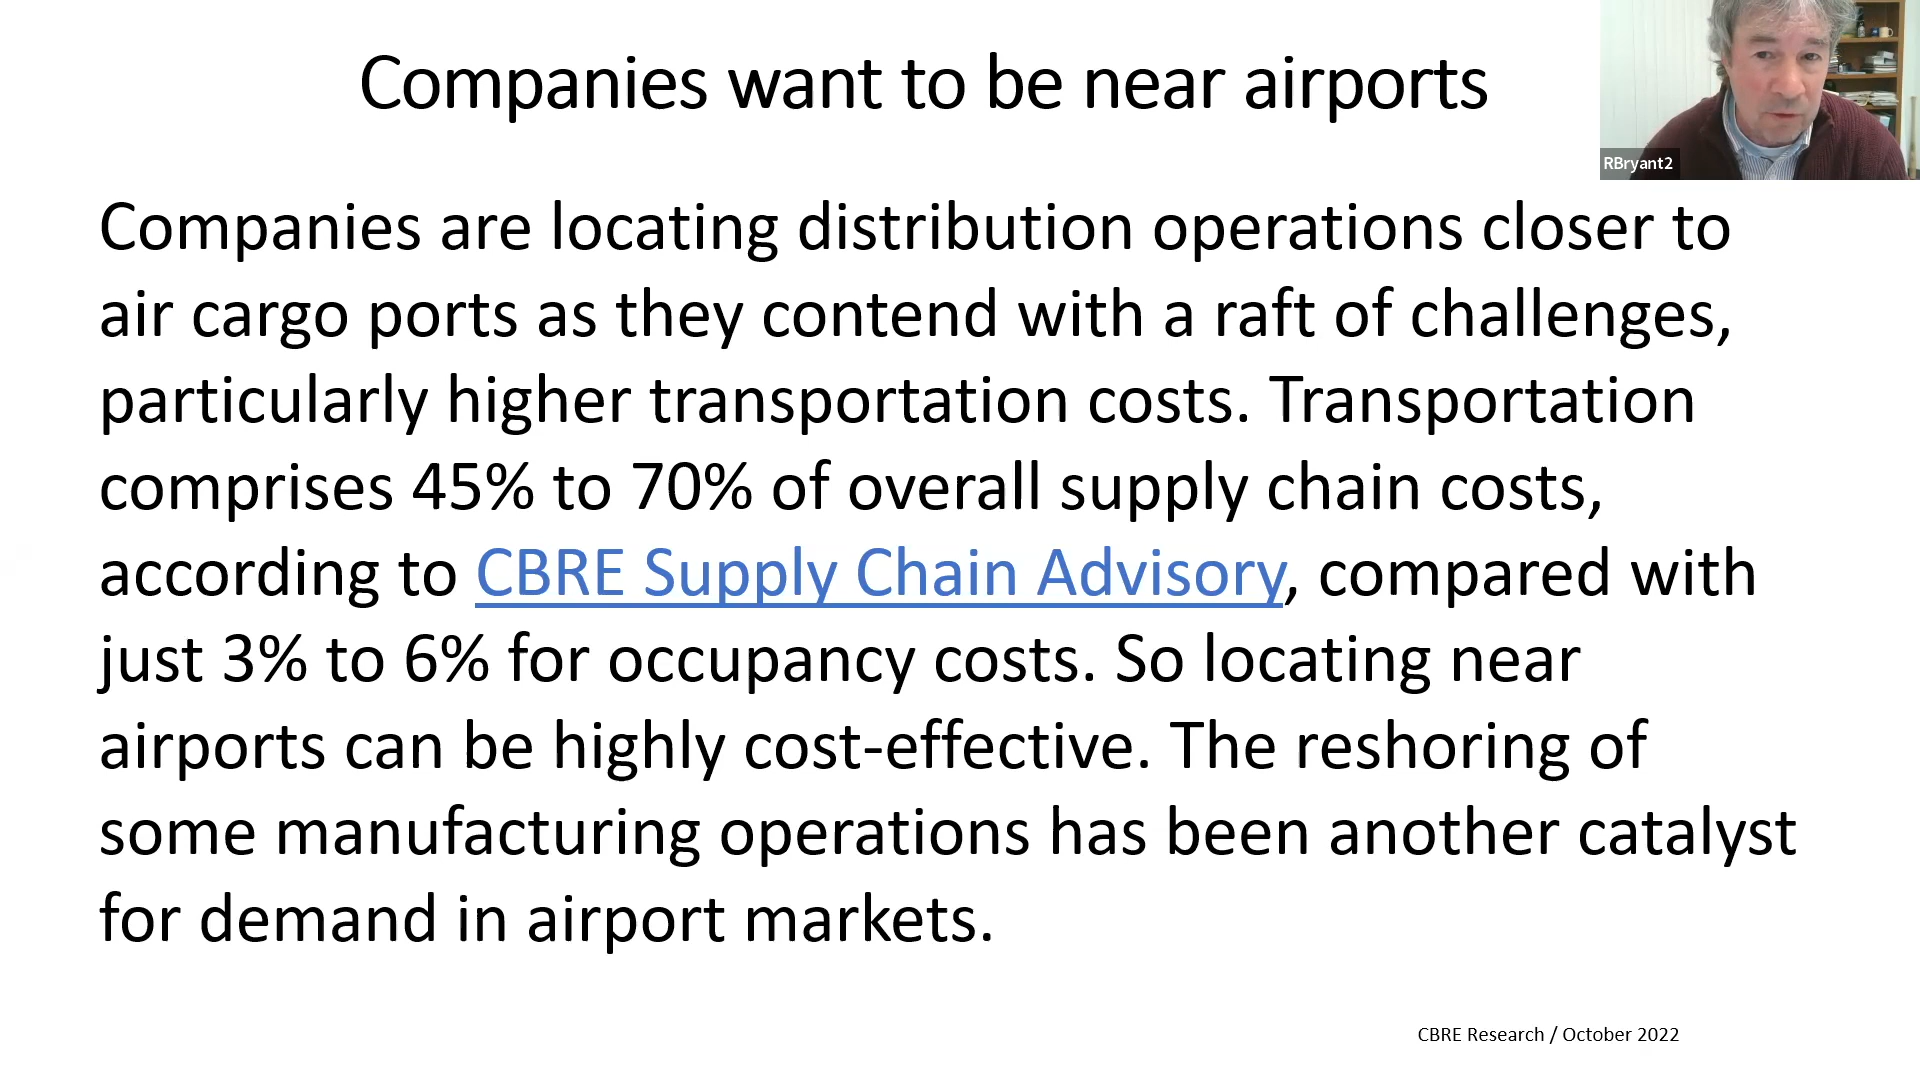 Companies want to be near airports
RBryant2
Companies are locating distribution operations closer to
air cargo ports as they contend with a raft of challenges,
particularly higher transportation costs. Transportation
comprises 45% to 70% of overall supply chain costs,
according to CBRE Supply Chain Advisory, compared with
just 3% to 6% for occupancy costs. So locating near
airports can be highly cost-effective. The reshoring of
some manufacturing operations has been another catalyst
for demand in airport markets.
CBRE Research / October 2022